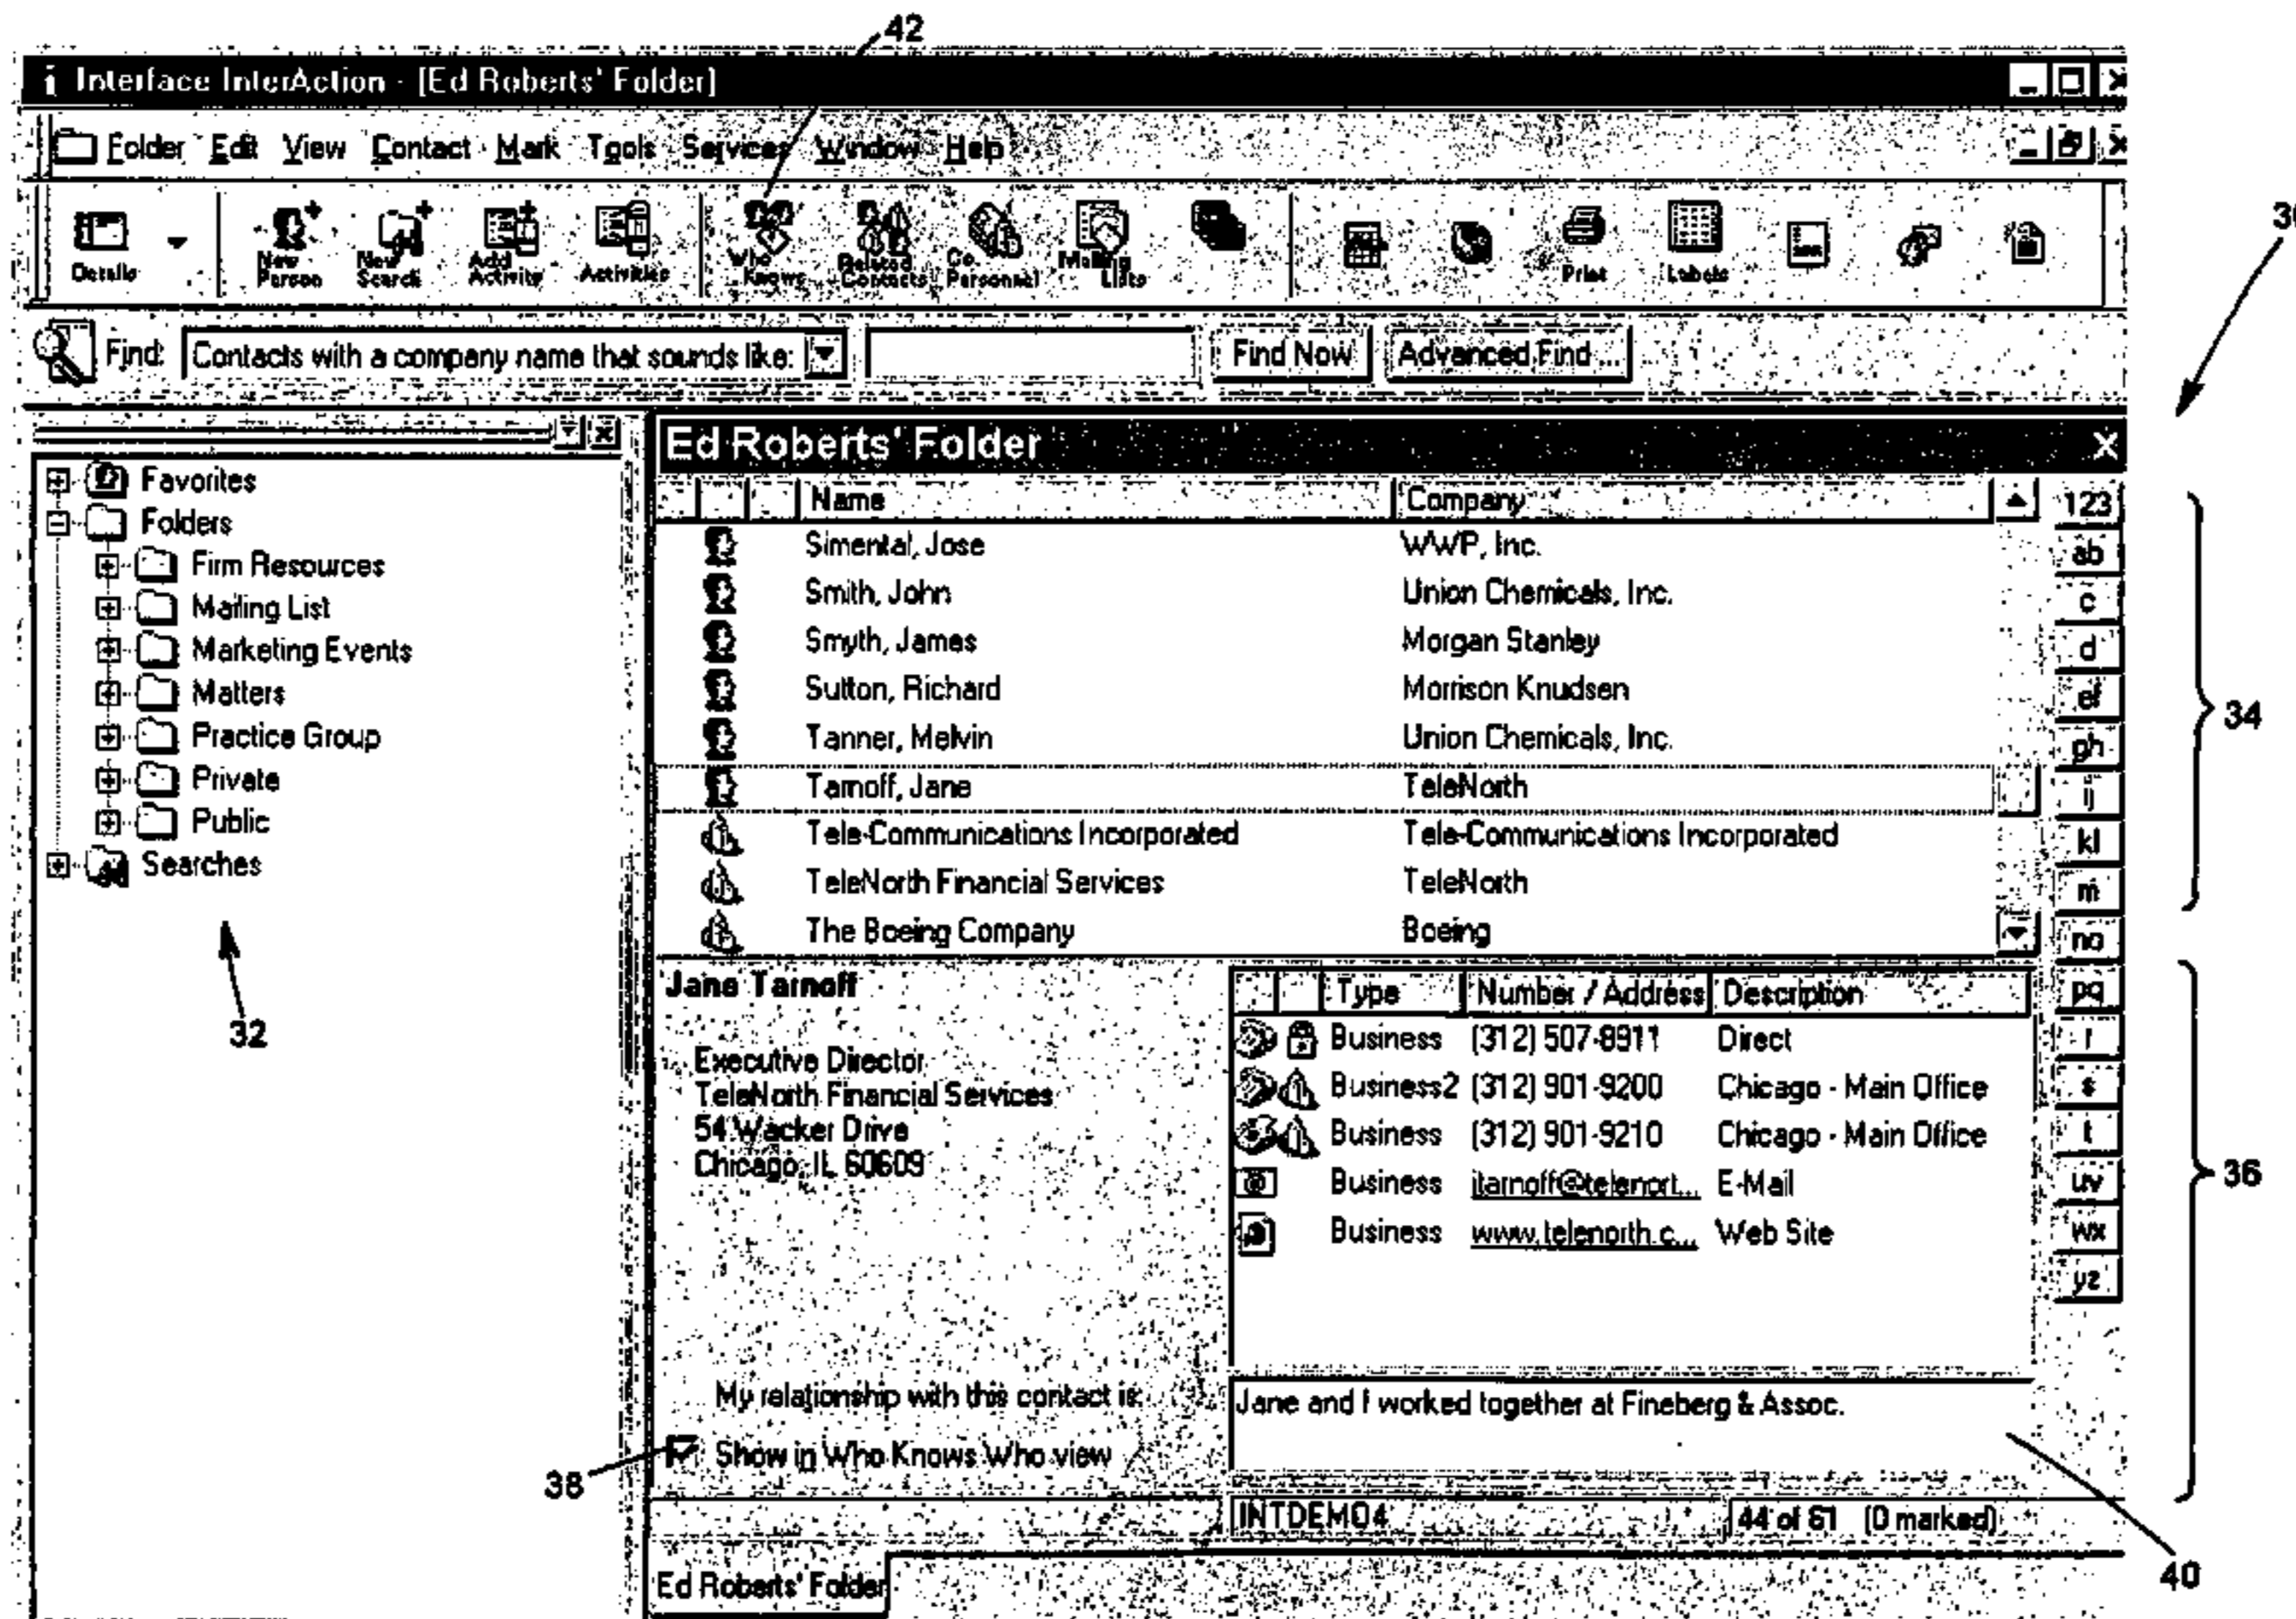 42
Interface InterAction - [Ed Roberts' Folder]
Folder Edit View Contact Mark Tools Services Window Help
Details
New Person
New Search
Add Activity
Activities
Who Knows
Related Contacts
Co. Personnel
Mailing Lists
Print
Labels
Find: Contacts with a company name that sounds like: Find Now Advanced Find ...
Ed Roberts' Folder
Favorites
Folders
Firm Resources
Mailing List
Marketing Events
Matters
Practice Group
Private
Public
Searches
32
Name Company
Simental, Jose WWP, Inc.
Smith, John Union Chemicals, Inc.
Smyth, James Morgan Stanley
Sutton, Richard Morrison Knudsen
Tanner, Melvin Union Chemicals, Inc.
Tarnoff, Jane TeleNorth
Tele-Communications Incorporated Tele-Communications Incorporated
TeleNorth Financial Services TeleNorth
The Boeing Company Boeing
123
ab
c
d
ef
gh
ij
kl
m
no
pq
r
s
t
uv
wx
yz
34
36
Jane Tarnoff
Executive Director
TeleNorth Financial Services
54 Wacker Drive
Chicago, IL 60609
Type Number / Address Description
Business (312) 507-8911 Direct
Business2 (312) 901-9200 Chicago - Main Office
Business (312) 901-9210 Chicago - Main Office
Business jtarnoff@telenort... E-Mail
Business www.telenorth.c... Web Site
My relationship with this contact is:
Jane and I worked together at Fineberg & Assoc.
38
Show in Who Knows Who view
INTDEMO4 44 of 61 (0 marked)
40
Ed Roberts' Folder